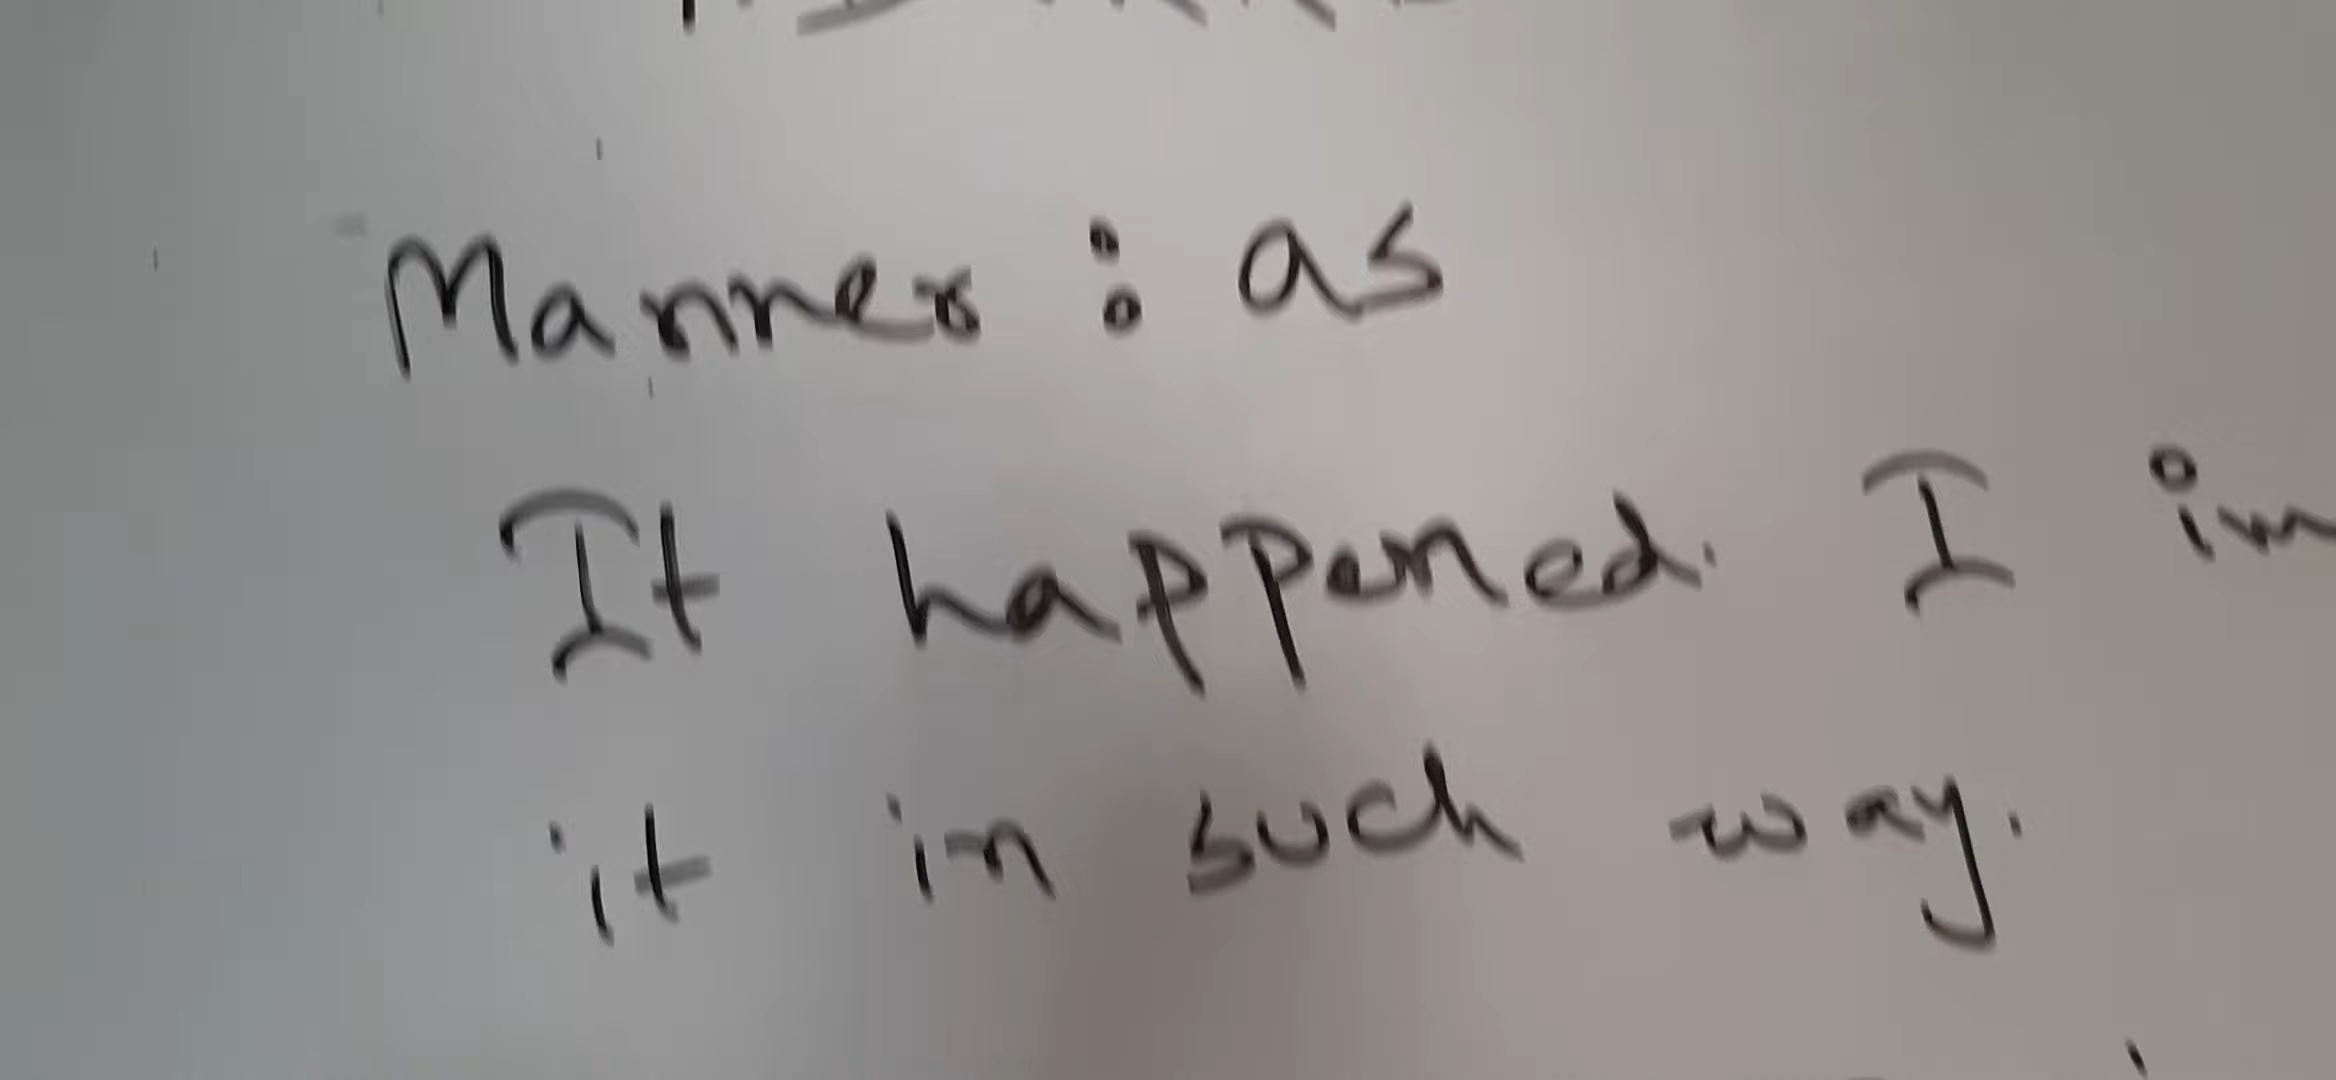 Manner : as
It happened. I im
it in such way.